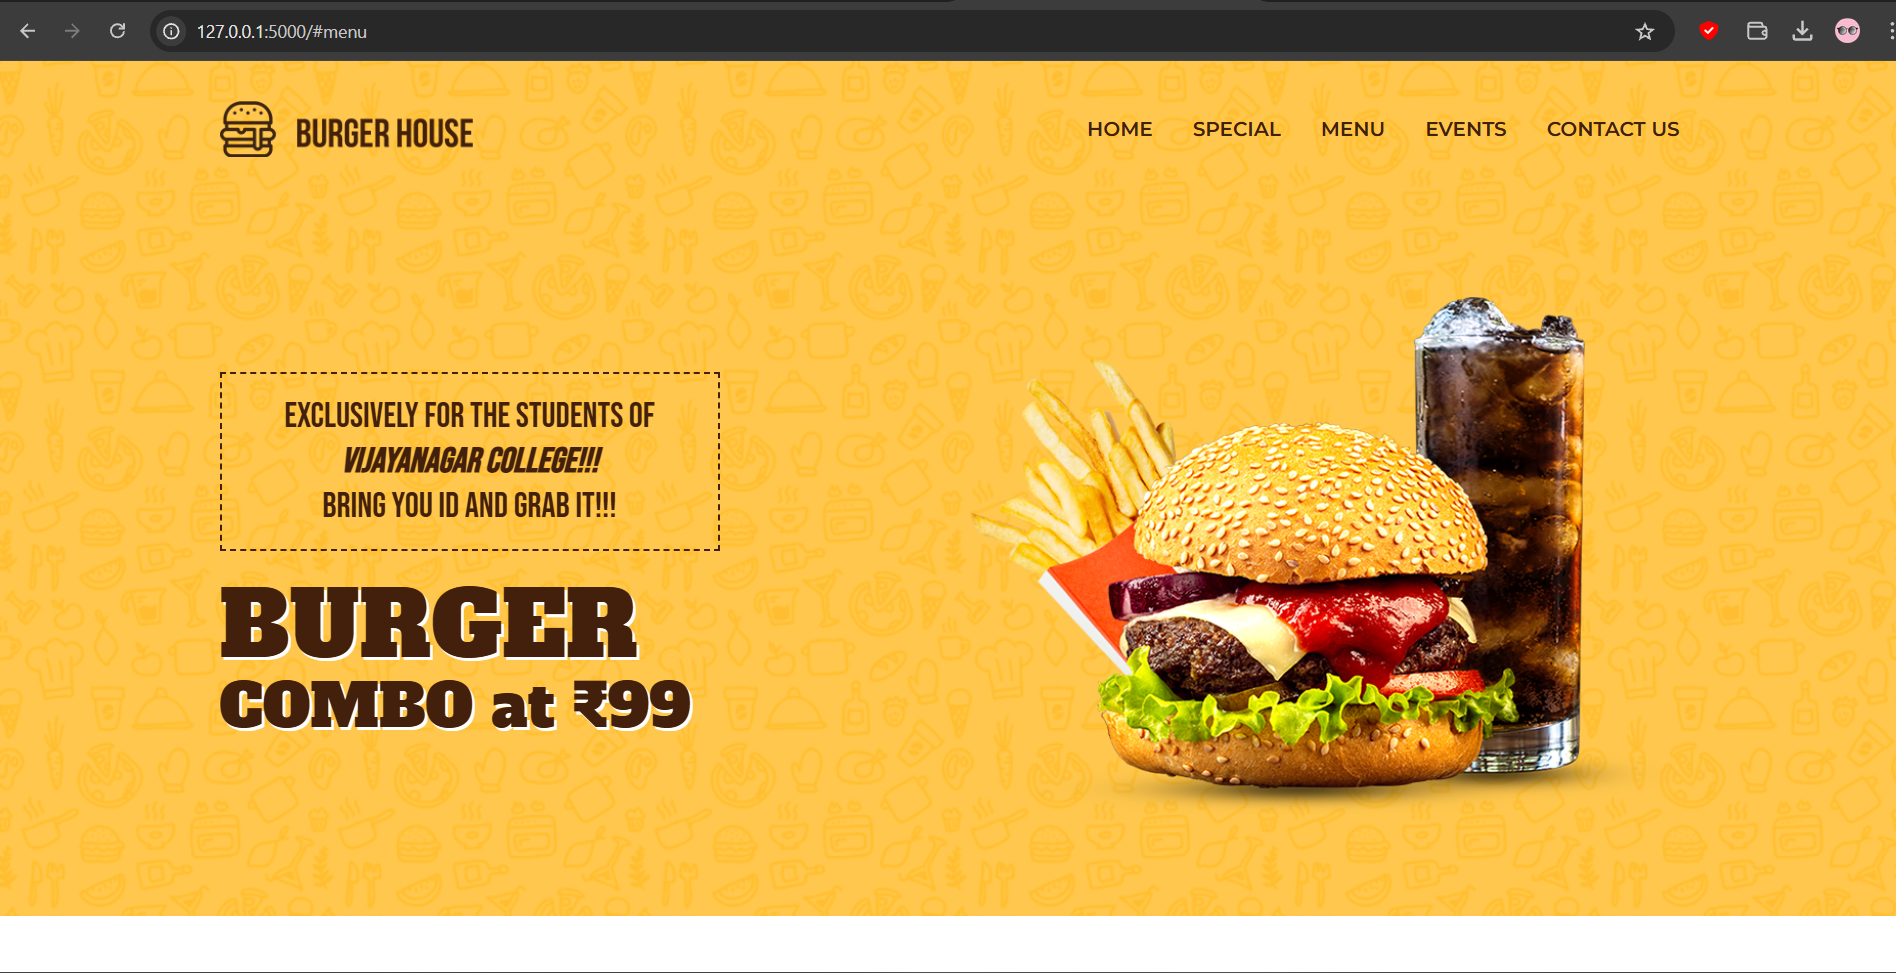 127.0.0.1:5000/#menu
BURGER HOUSE
HOME SPECIAL MENU EVENTS CONTACT US
EXCLUSIVELY FOR THE STUDENTS OF
VIJAYANAGAR COLLEGE!!!
BRING YOU ID AND GRAB IT!!!
BURGER
COMBO at ₹99